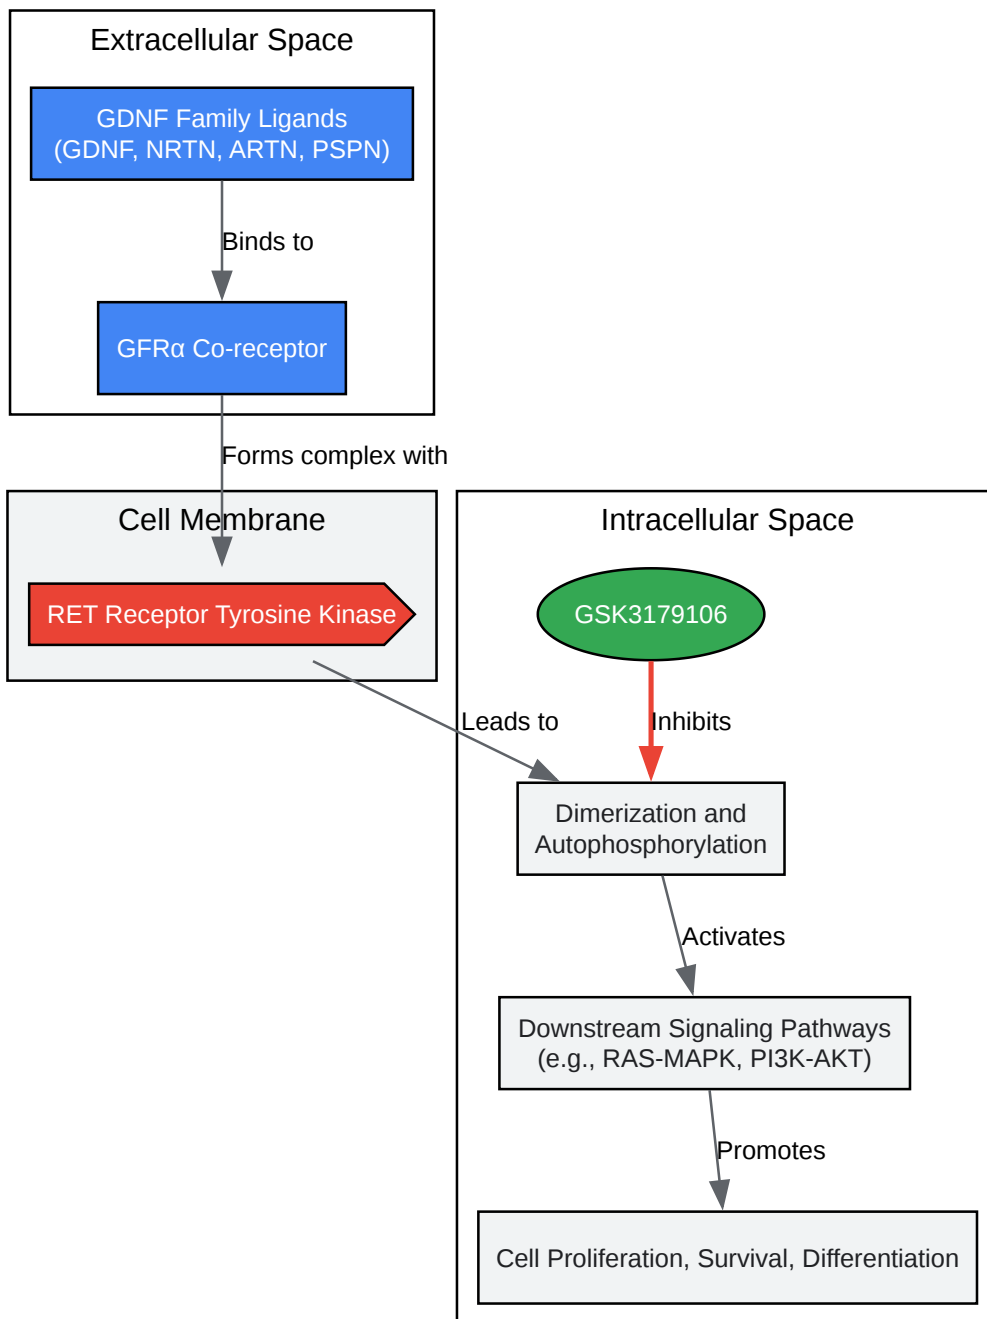 Extracellular Space
GDNF Family Ligands
(GDNF, NRTN, ARTN, PSPN)
Binds to
GFRα Co-receptor
Forms complex with
Cell Membrane
RET Receptor Tyrosine Kinase
Intracellular Space
GSK3179106
Leads to
Inhibits
Dimerization and
Autophosphorylation
Activates
Downstream Signaling Pathways
(e.g., RAS-MAPK, PI3K-AKT)
Promotes
Cell Proliferation, Survival, Differentiation